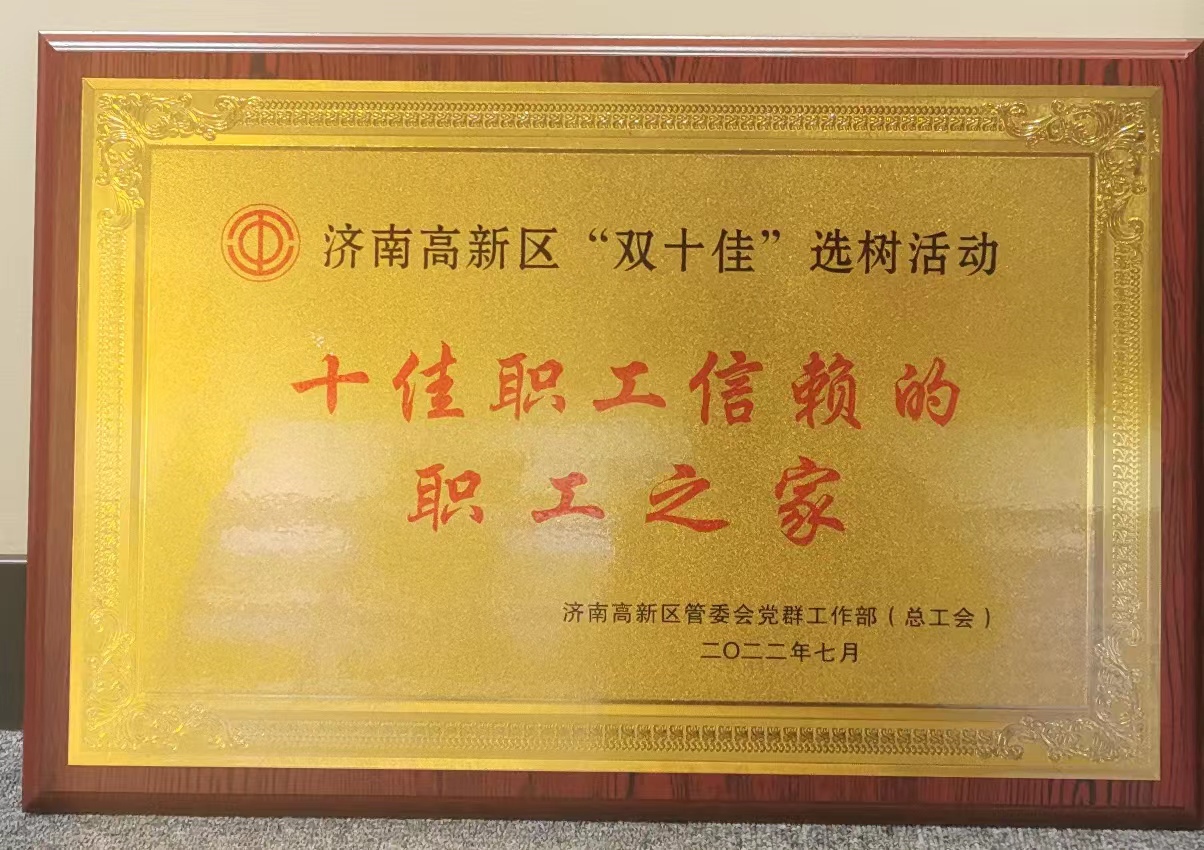 济南高新区“双十佳”选树活动
十佳职工信赖的
职工之家
济南高新区管委会党群工作部（总工会）
二〇二二年七月